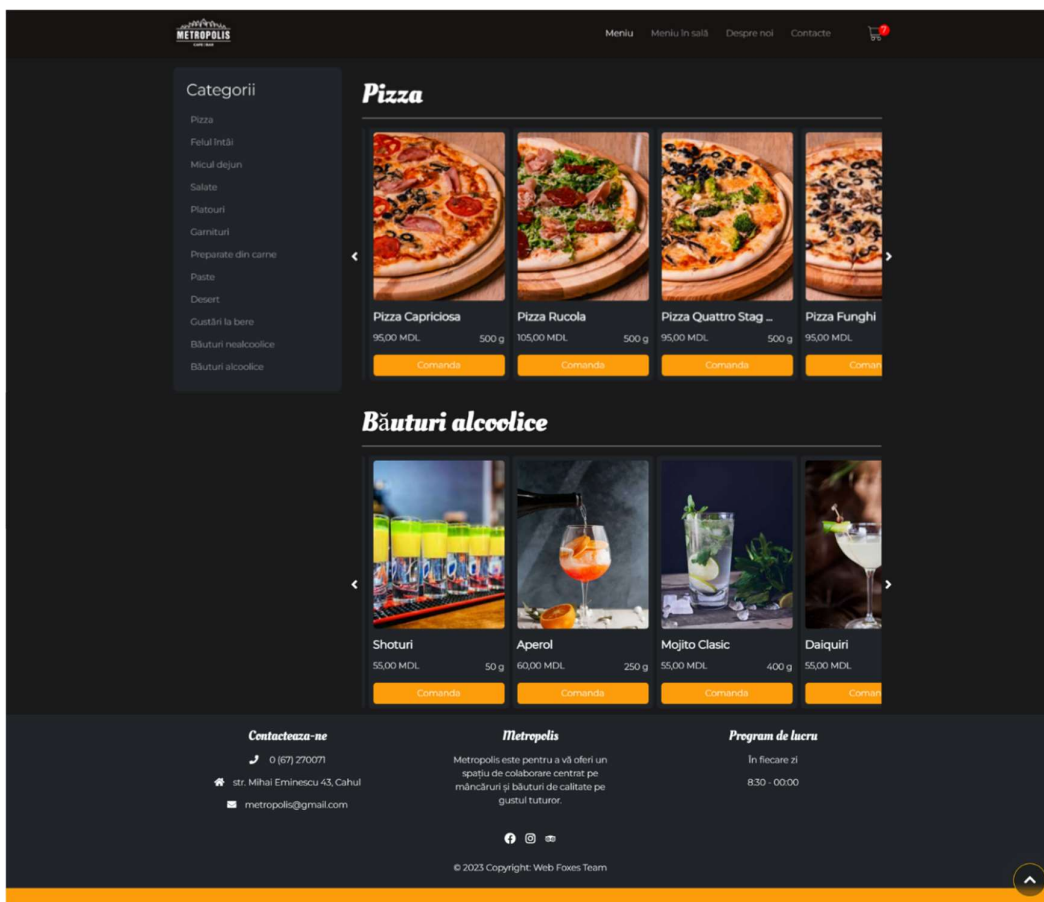 METROPOLIS
Meniu Meniu în sală Despre noi Contacte 7
Categorii
Pizza
Felul întâi
Micul dejun
Salate
Platouri
Garnituri
Preparate din carne
Paste
Desert
Gustări la bere
Băuturi nealcoolice
Băuturi alcoolice
Pizza
Pizza Capriciosa Pizza Rucola Pizza Quattro Stag ... Pizza Funghi
95,00 MDL 500 g 105,00 MDL 500 g 95,00 MDL 500 g 95,00 MDL
Comanda Comanda Comanda Coman
Băuturi alcoolice
Shoturi Aperol Mojito Clasic Daiquiri
55,00 MDL 50 g 60,00 MDL 250 g 55,00 MDL 400 g 55,00 MDL
Comanda Comanda Comanda Coman
Contacteaza-ne
0 (67) 270071
str. Mihai Eminescu 43, Cahul
metropolis@gmail.com
Metropolis
Metropolis este pentru a vă oferi un
spațiu de colaborare centrat pe
mâncăruri și băuturi de calitate pe
gustul tuturor.
Program de lucru
În fiecare zi
8:30 - 00:00
© 2023 Copyright: Web Foxes Team